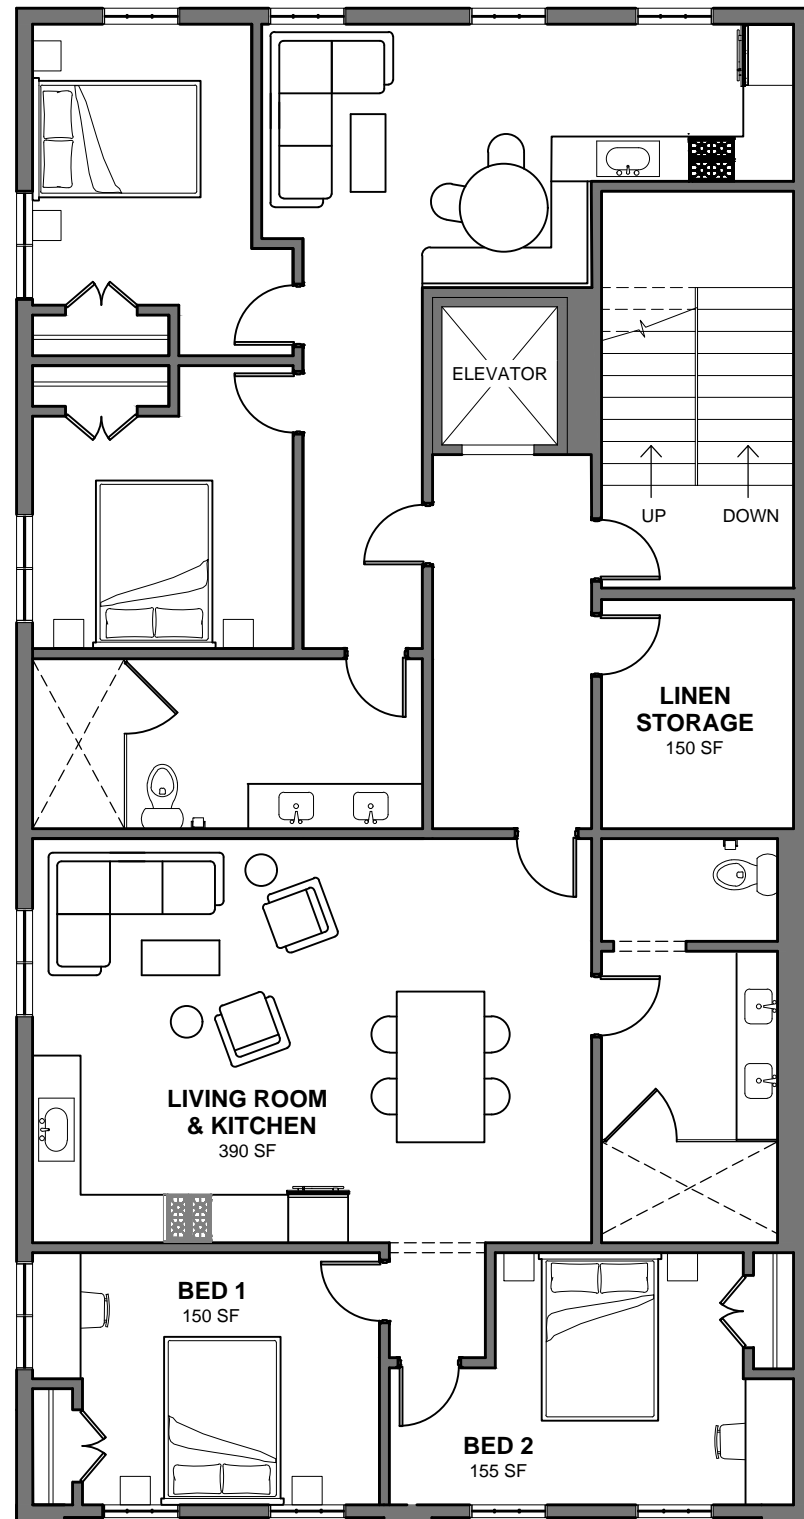 ELEVATOR
UP
DOWN
LINEN
STORAGE
150 SF
LIVING ROOM
& KITCHEN
390 SF
BED 1
150 SF
BED 2
155 SF